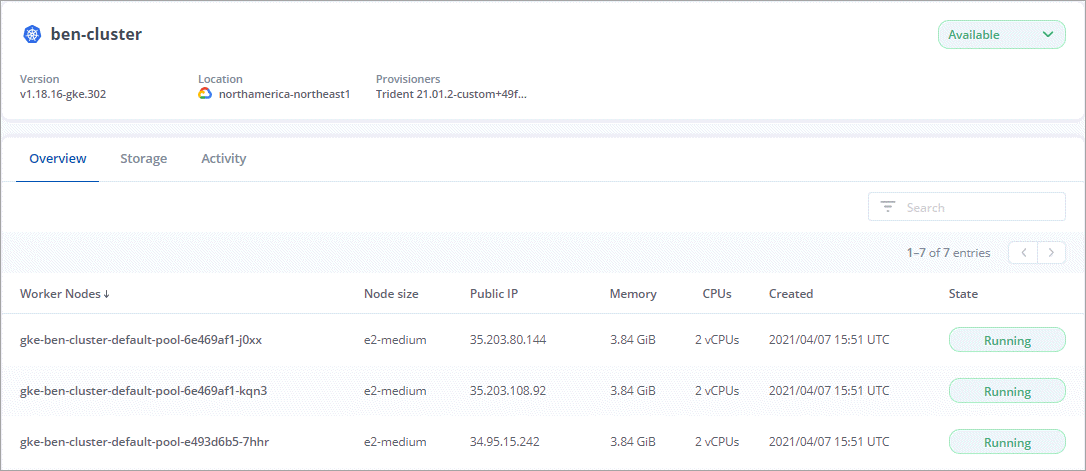 ben-cluster
Available
Version Location Provisioners
v1.18.16-gke.302 northamerica-northeast1 Trident 21.01.2-custom+49f...
Overview Storage Activity
Search
1–7 of 7 entries
Worker Nodes Node size Public IP Memory CPUs Created State
gke-ben-cluster-default-pool-6e469af1-j0xx e2-medium 35.203.80.144 3.84 GiB 2 vCPUs 2021/04/07 15:51 UTC Running
gke-ben-cluster-default-pool-6e469af1-kqn3 e2-medium 35.203.108.92 3.84 GiB 2 vCPUs 2021/04/07 15:51 UTC Running
gke-ben-cluster-default-pool-e493d6b5-7hhr e2-medium 34.95.15.242 3.84 GiB 2 vCPUs 2021/04/07 15:51 UTC Running